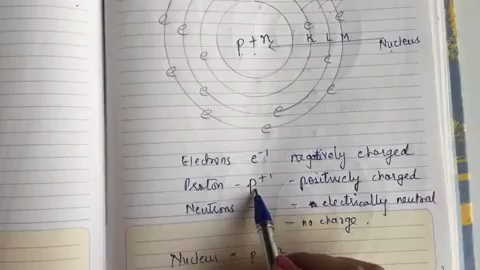 e e
p + n K L M
Nucleus
e e
e e
e e
e
Electrons e⁻¹ negatively charged
Proton - p⁺¹ - positively charged
Neutrons - electrically neutral
- no charge.
Nucleus = p n